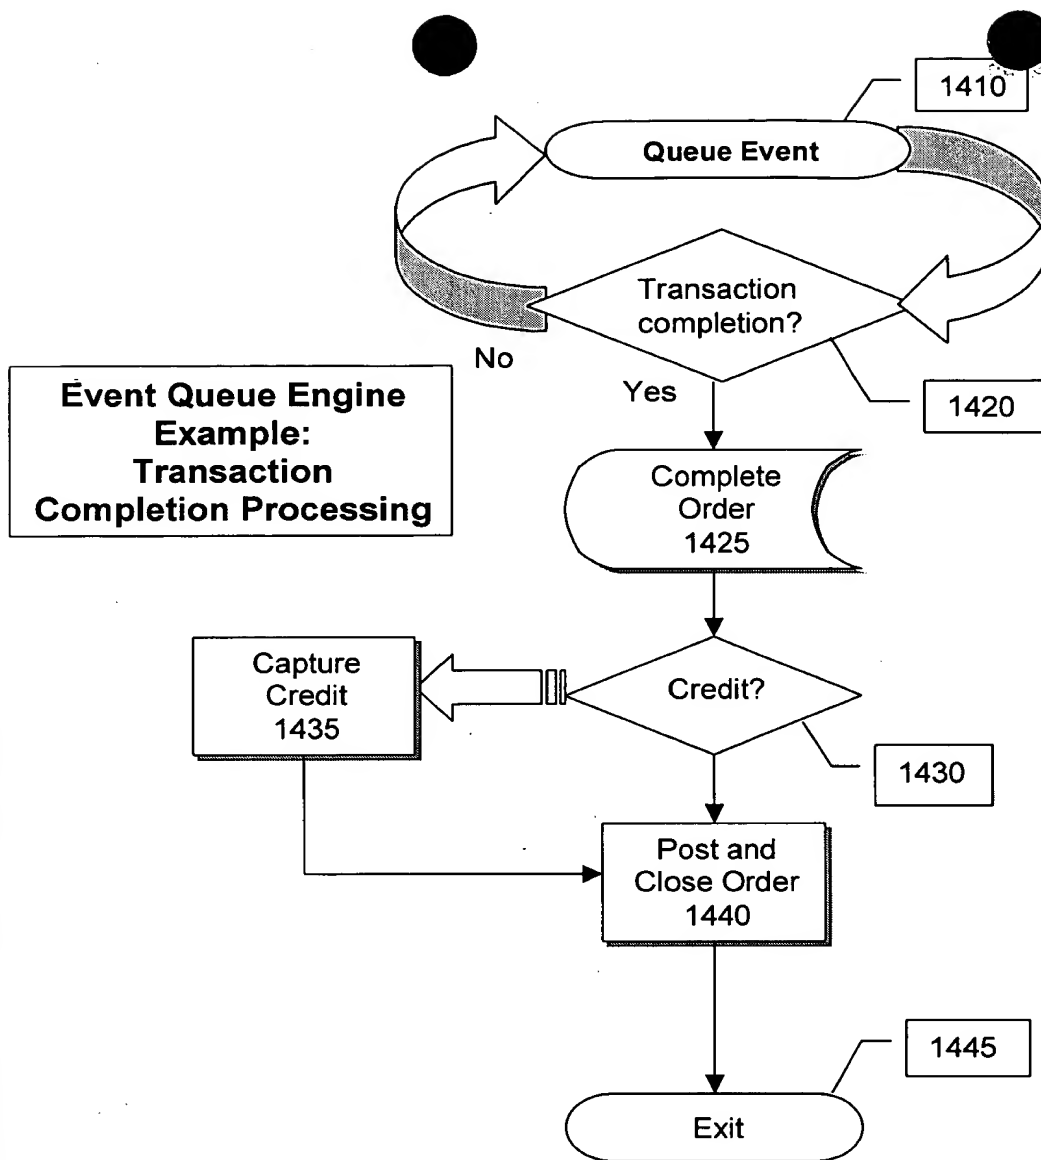 1410
Queue Event
Transaction
completion?
No
Yes
1420
Event Queue Engine
Example:
Transaction
Completion Processing
Complete
Order
1425
Capture
Credit
1435
Credit?
1430
Post and
Close Order
1440
1445
Exit